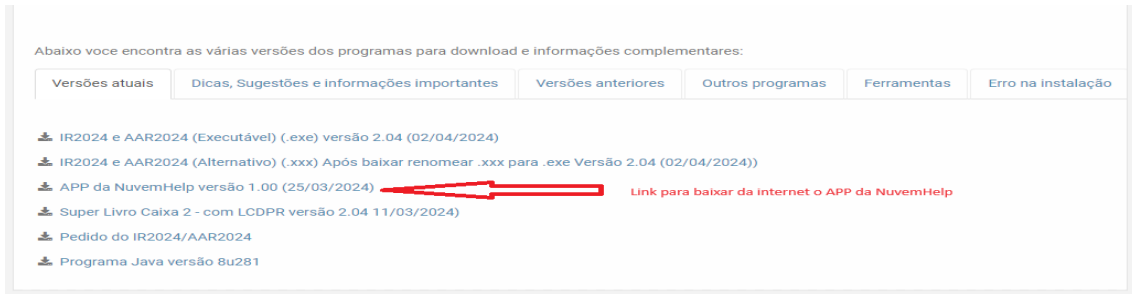 Abaixo voce encontra as várias versões dos programas para download e informações complementares:
Versões atuais Dicas, Sugestões e informações importantes Versões anteriores Outros programas Ferramentas Erro na instalação
IR2024 e AAR2024 (Executável) (.exe) versão 2.04 (02/04/2024)
IR2024 e AAR2024 (Alternativo) (.xxx) Após baixar renomear .xxx para .exe Versão 2.04 (02/04/2024))
APP da NuvemHelp versão 1.00 (25/03/2024) Link para baixar da internet o APP da NuvemHelp
Super Livro Caixa 2 - com LCDPR versão 2.04 11/03/2024)
Pedido do IR2024/AAR2024
Programa Java versão 8u281